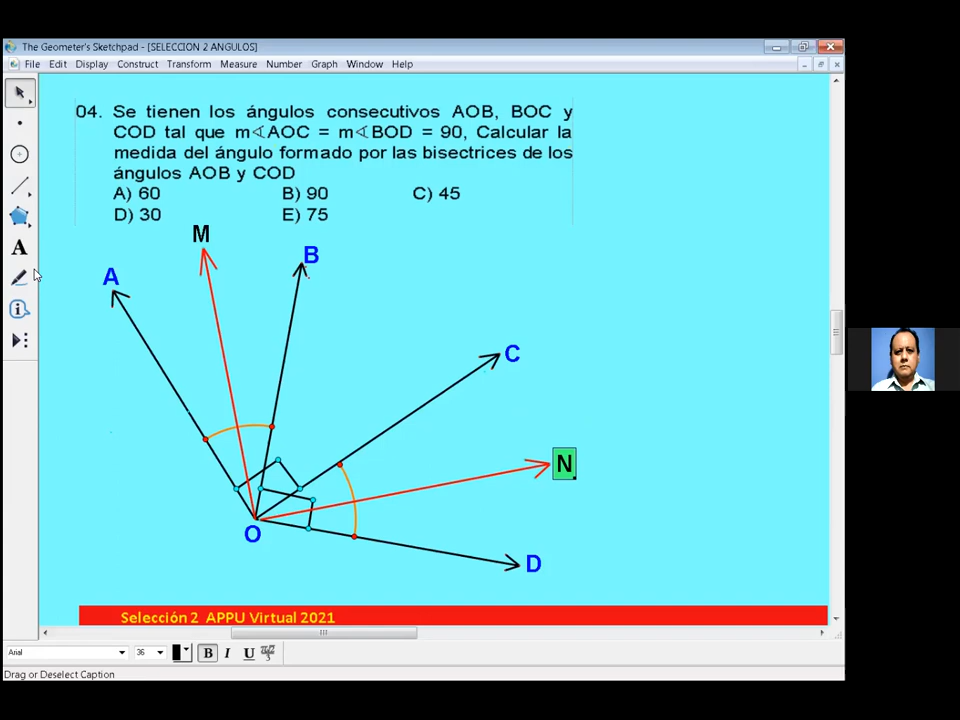 The Geometer's Sketchpad - [SELECCION 2 ANGULOS]
File Edit Display Construct Transform Measure Number Graph Window Help
04. Se tienen los ángulos consecutivos AOB, BOC y
COD tal que m∢AOC = m∢BOD = 90, Calcular la
medida del ángulo formado por las bisectrices de los
ángulos AOB y COD
A) 60 B) 90 C) 45
D) 30 E) 75
M
B
A
C
N
O
D
Selección 2 APPU Virtual 2021
Arial 36 B I U
Drag or Deselect Caption